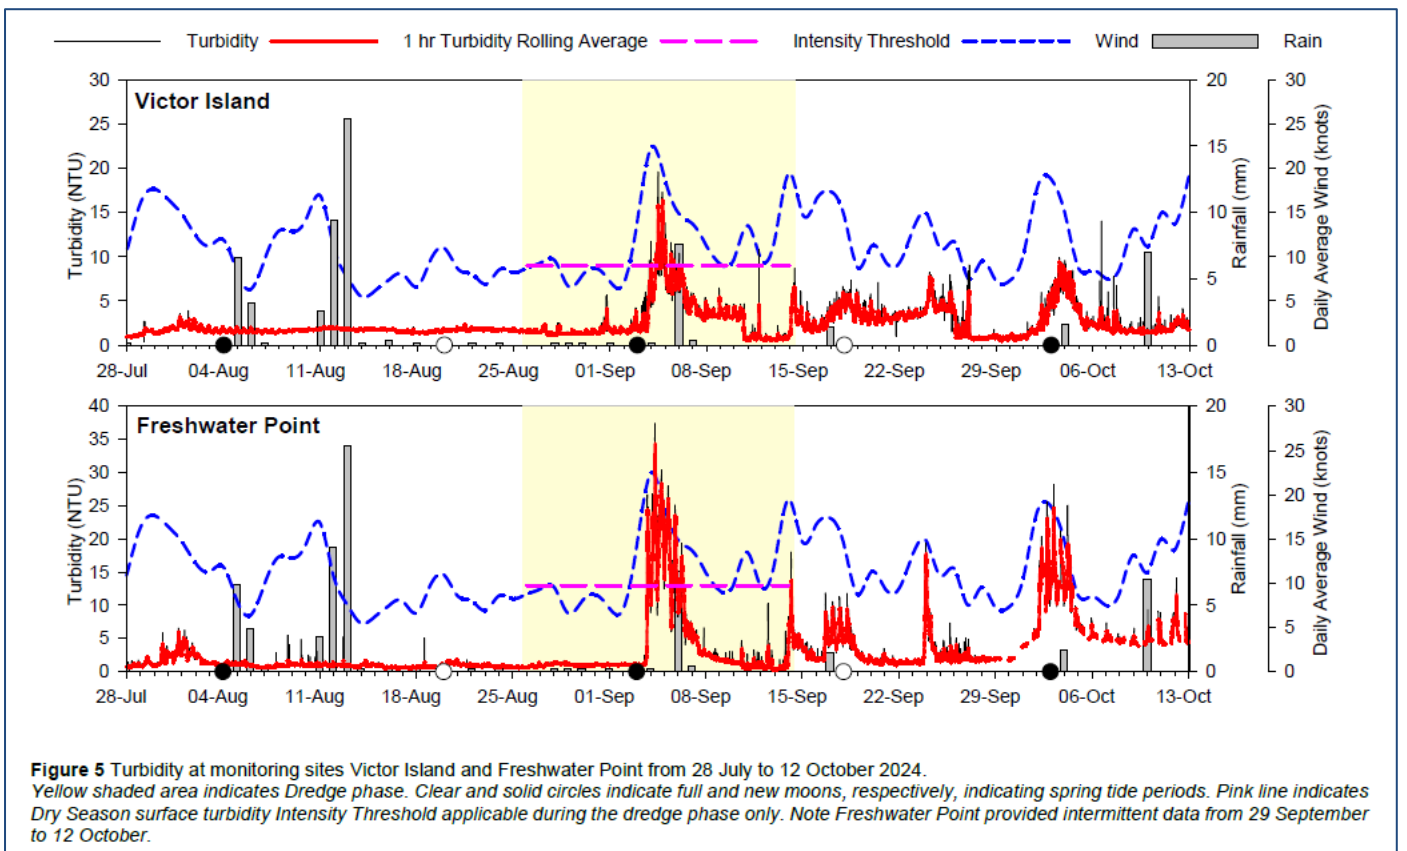 Turbidity 1 hr Turbidity Rolling Average Intensity Threshold Wind Rain
Victor Island
Turbidity (NTU)
30
25
20
15
10
5
0
20
15
10
5
0
Rainfall (mm)
30
25
20
15
10
5
0
Daily Average Wind (knots)
28-Jul 04-Aug 11-Aug 18-Aug 25-Aug 01-Sep 08-Sep 15-Sep 22-Sep 29-Sep 06-Oct 13-Oct
Freshwater Point
Turbidity (NTU)
40
35
30
25
20
15
10
5
0
20
15
10
5
0
Rainfall (mm)
30
25
20
15
10
5
0
Daily Average Wind (knots)
28-Jul 04-Aug 11-Aug 18-Aug 25-Aug 01-Sep 08-Sep 15-Sep 22-Sep 29-Sep 06-Oct 13-Oct
Figure 5 Turbidity at monitoring sites Victor Island and Freshwater Point from 28 July to 12 October 2024.
Yellow shaded area indicates Dredge phase. Clear and solid circles indicate full and new moons, respectively, indicating spring tide periods. Pink line indicates
Dry Season surface turbidity Intensity Threshold applicable during the dredge phase only. Note Freshwater Point provided intermittent data from 29 September
to 12 October.